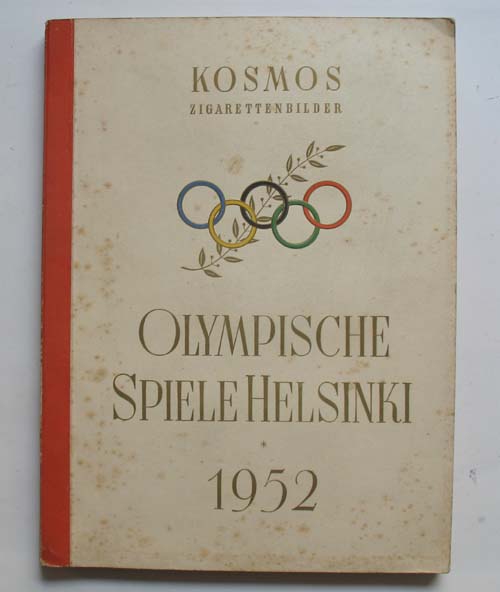 KOSMOS
ZIGARETTENBILDER
OLYMPISCHE
SPIELE HELSINKI
*
1952